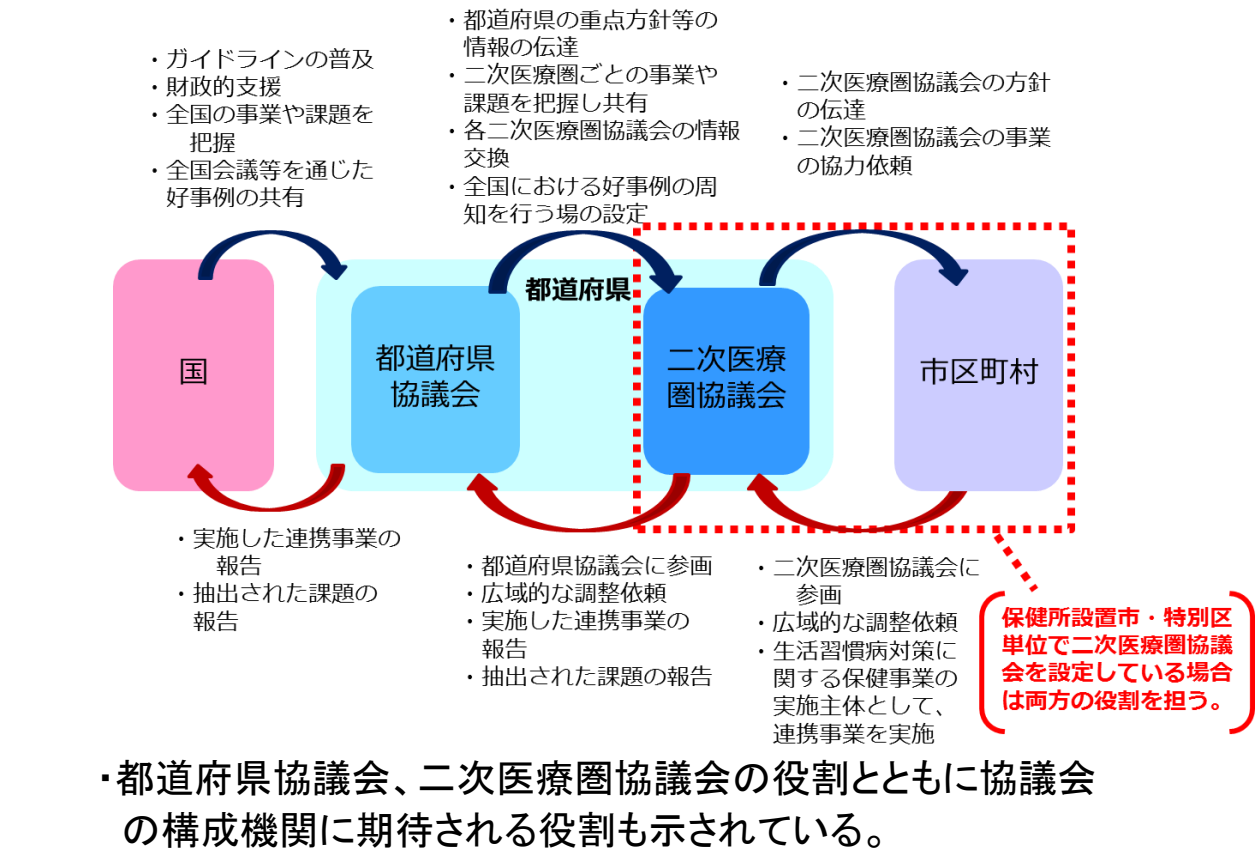 ・ガイドラインの普及
・財政的支援
・全国の事業や課題を
把握
・全国会議等を通じた
好事例の共有
・都道府県の重点方針等の
情報の伝達
・二次医療圏ごとの事業や
課題を把握し共有
・各二次医療圏協議会の情報
交換
・全国における好事例の周
知を行う場の設定
・二次医療圏協議会の方針
の伝達
・二次医療圏協議会の事業
の協力依頼
国
都道府県
都道府県
協議会
二次医療
圏協議会
市区町村
・実施した連携事業の
報告
・抽出された課題の
報告
・都道府県協議会に参画
・広域的な調整依頼
・実施した連携事業の
報告
・抽出された課題の報告
・二次医療圏協議会に
参画
・広域的な調整依頼
・生活習慣病対策に
関する保健事業の
実施主体として、
連携事業を実施
保健所設置市・特別区
単位で二次医療圏協議
会を設定している場合
は両方の役割を担う。
・都道府県協議会、二次医療圏協議会の役割とともに協議会
の構成機関に期待される役割も示されている。